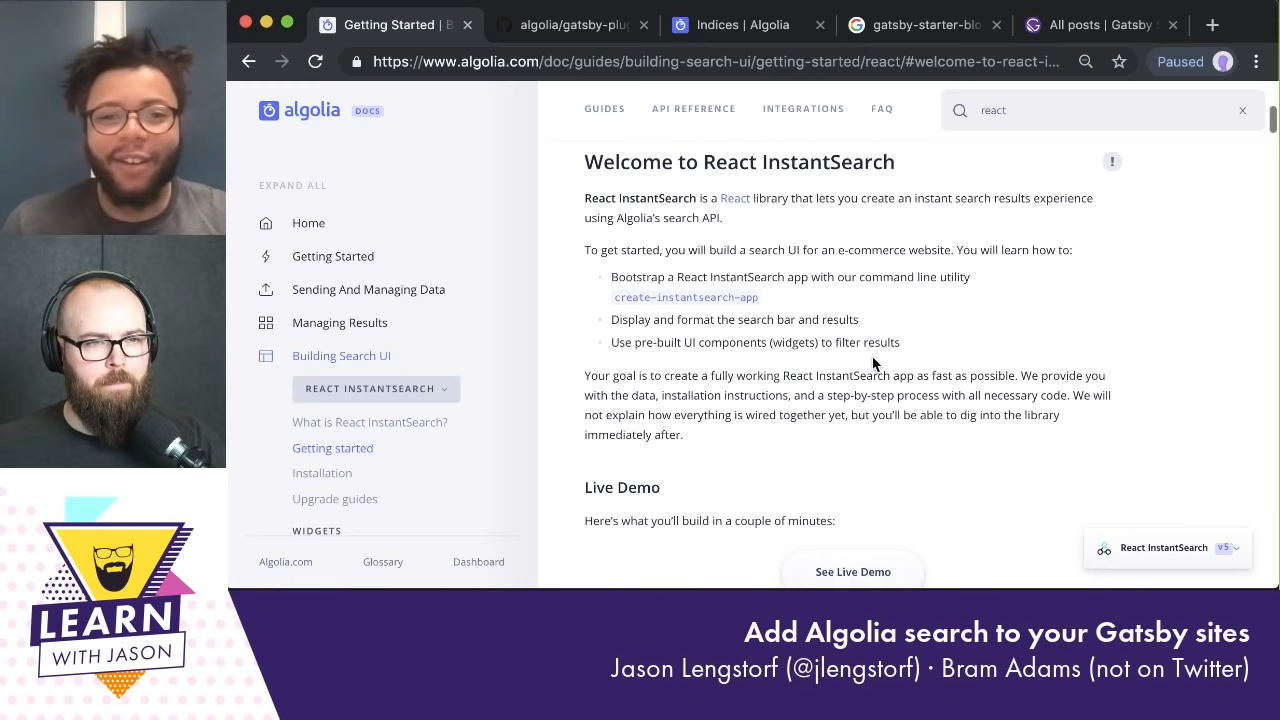 Getting Started | B
algolia/gatsby-plug
Indices | Algolia
gatsby-starter-blo
All posts | Gatsby S
https://www.algolia.com/doc/guides/building-search-ui/getting-started/react/#welcome-to-react-i...
Paused
algolia DOCS
GUIDES
API REFERENCE
INTEGRATIONS
FAQ
react
EXPAND ALL
Home
Getting Started
Sending And Managing Data
Managing Results
Building Search UI
REACT INSTANTSEARCH
What is React InstantSearch?
Getting started
Installation
Upgrade guides
WIDGETS
Algolia.com
Glossary
Dashboard
Welcome to React InstantSearch
!
React InstantSearch is a React library that lets you create an instant search results experience
using Algolia's search API.
To get started, you will build a search UI for an e-commerce website. You will learn how to:
Bootstrap a React InstantSearch app with our command line utility
create-instantsearch-app
Display and format the search bar and results
Use pre-built UI components (widgets) to filter results
Your goal is to create a fully working React InstantSearch app as fast as possible. We provide you
with the data, installation instructions, and a step-by-step process with all necessary code. We will
not explain how everything is wired together yet, but you'll be able to dig into the library
immediately after.
Live Demo
Here's what you'll build in a couple of minutes:
See Live Demo
React InstantSearch v5
LEARN
WITH JASON
Add Algolia search to your Gatsby sites
Jason Lengstorf (@jlengstorf) · Bram Adams (not on Twitter)